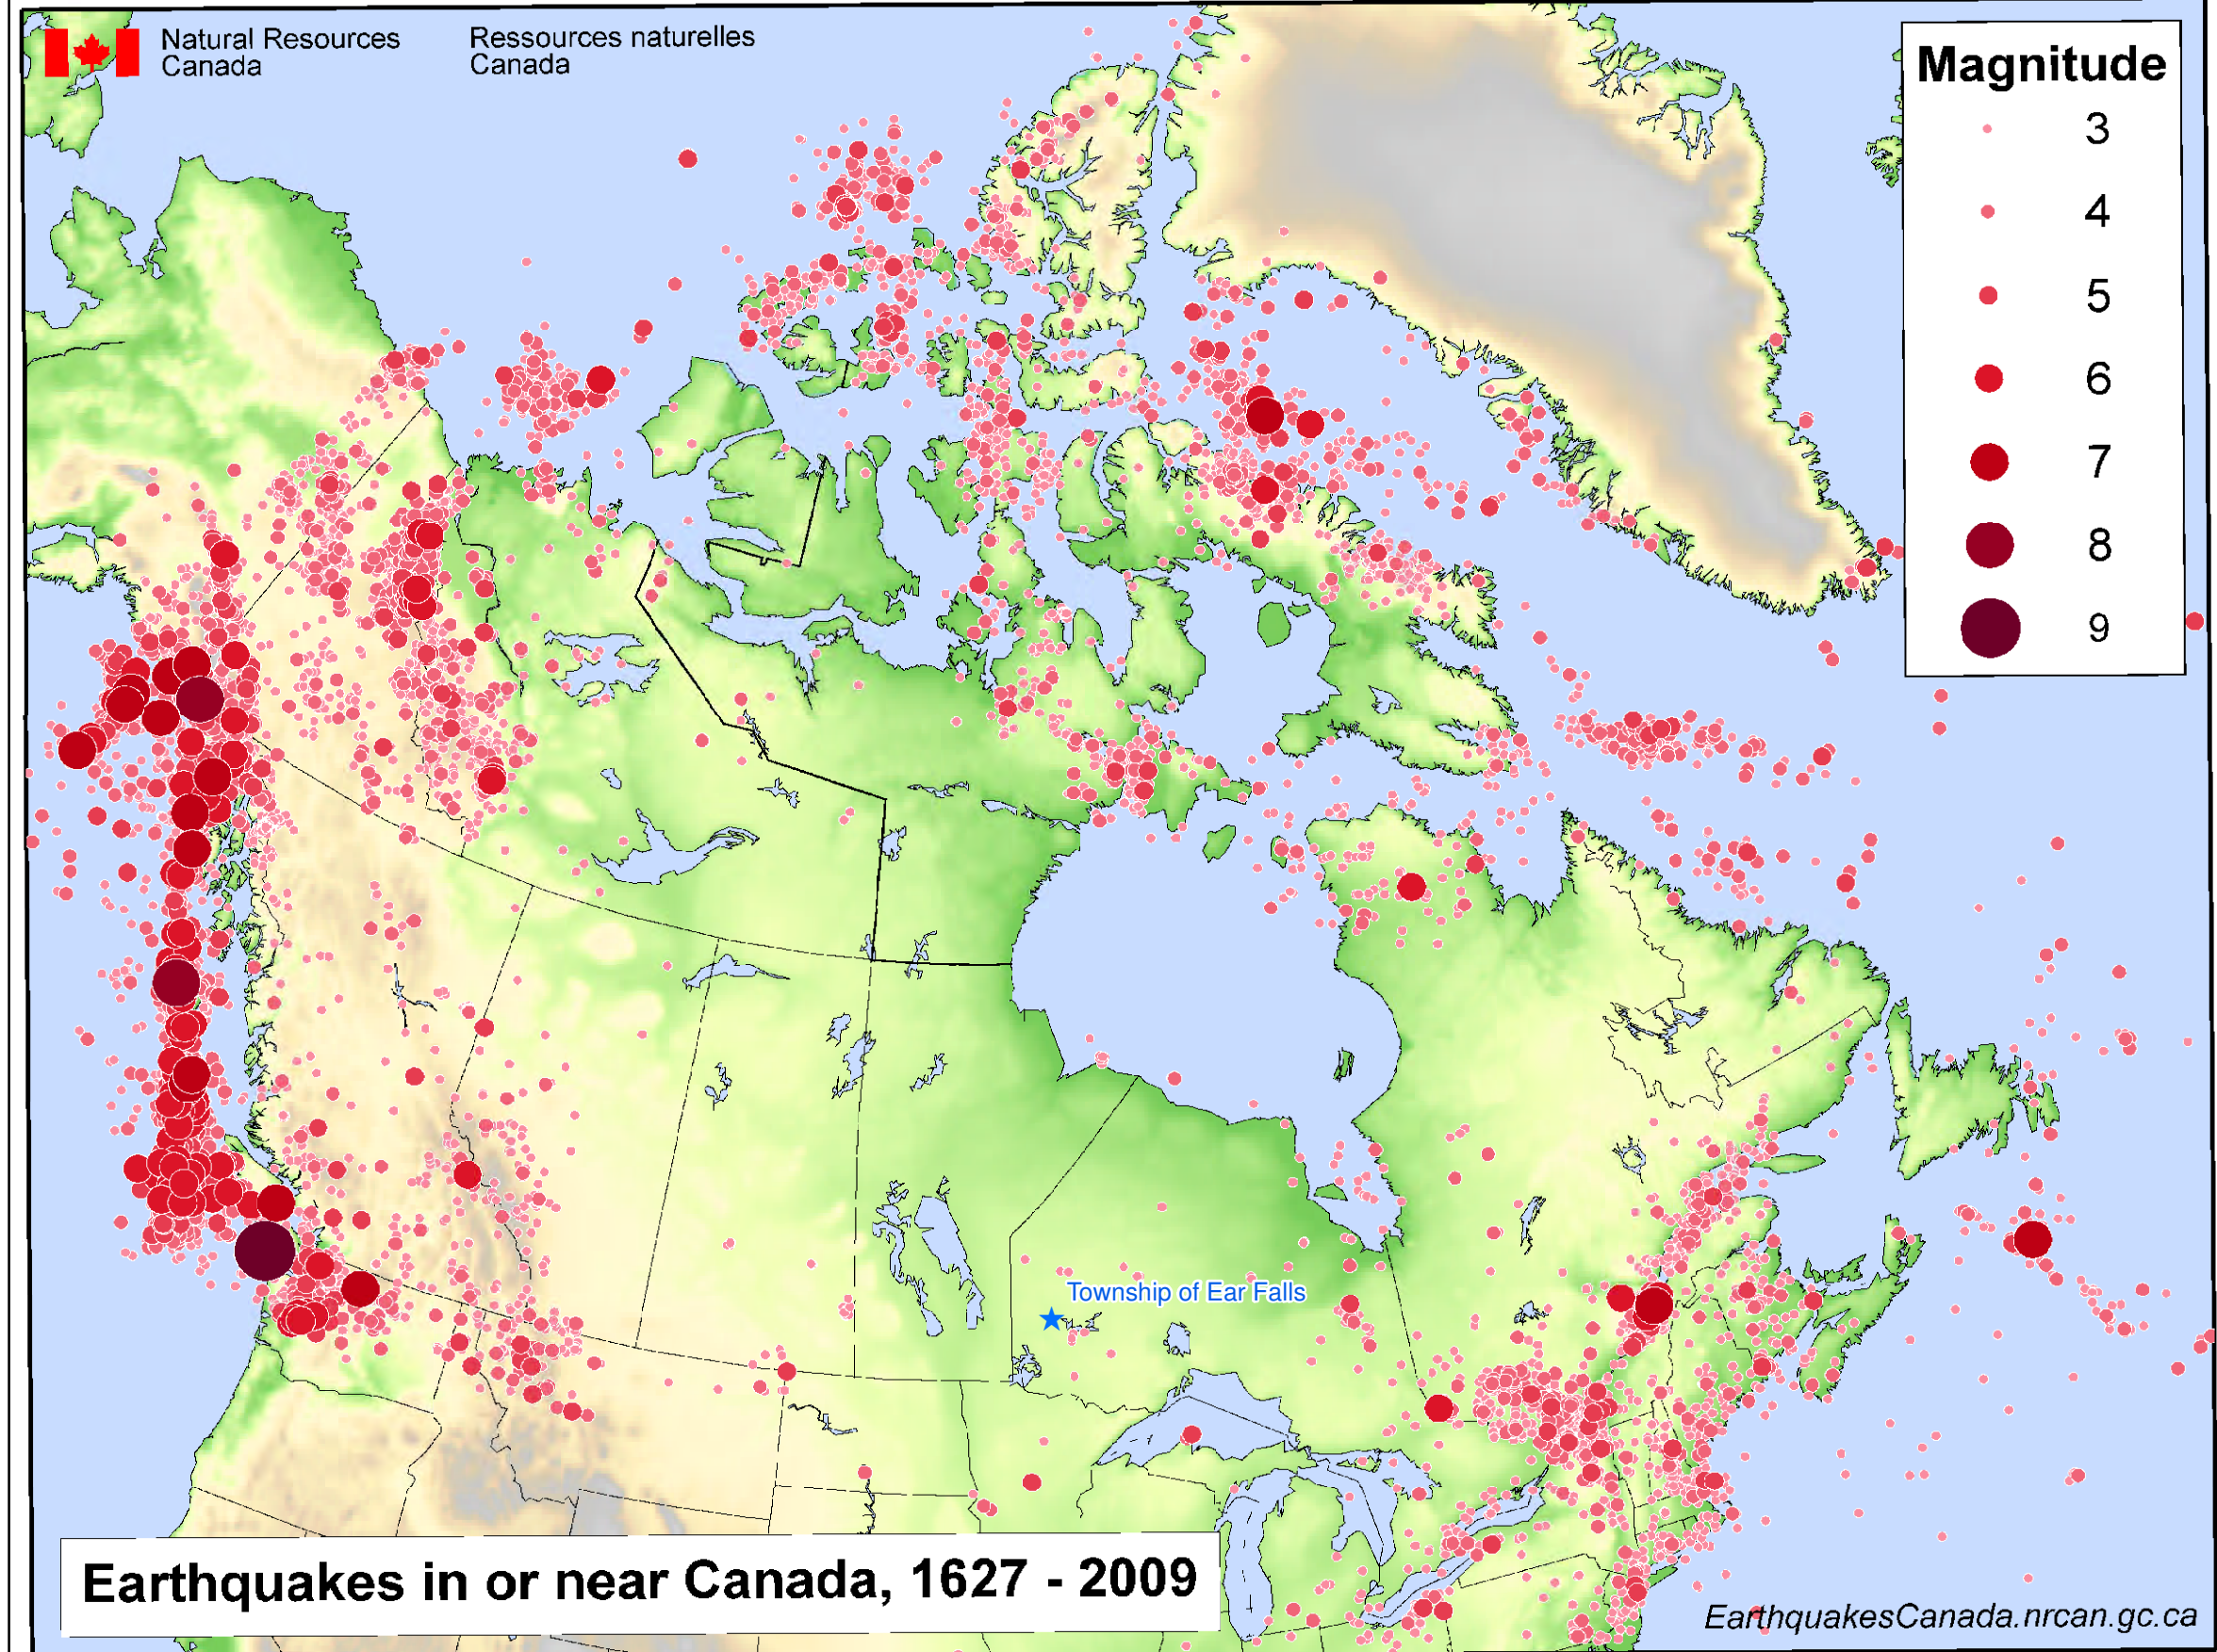 Natural Resources
Canada
Ressources naturelles
Canada
Magnitude
3
4
5
6
7
8
9
Township of Ear Falls
Earthquakes in or near Canada, 1627 - 2009
EarthquakesCanada.nrcan.gc.ca